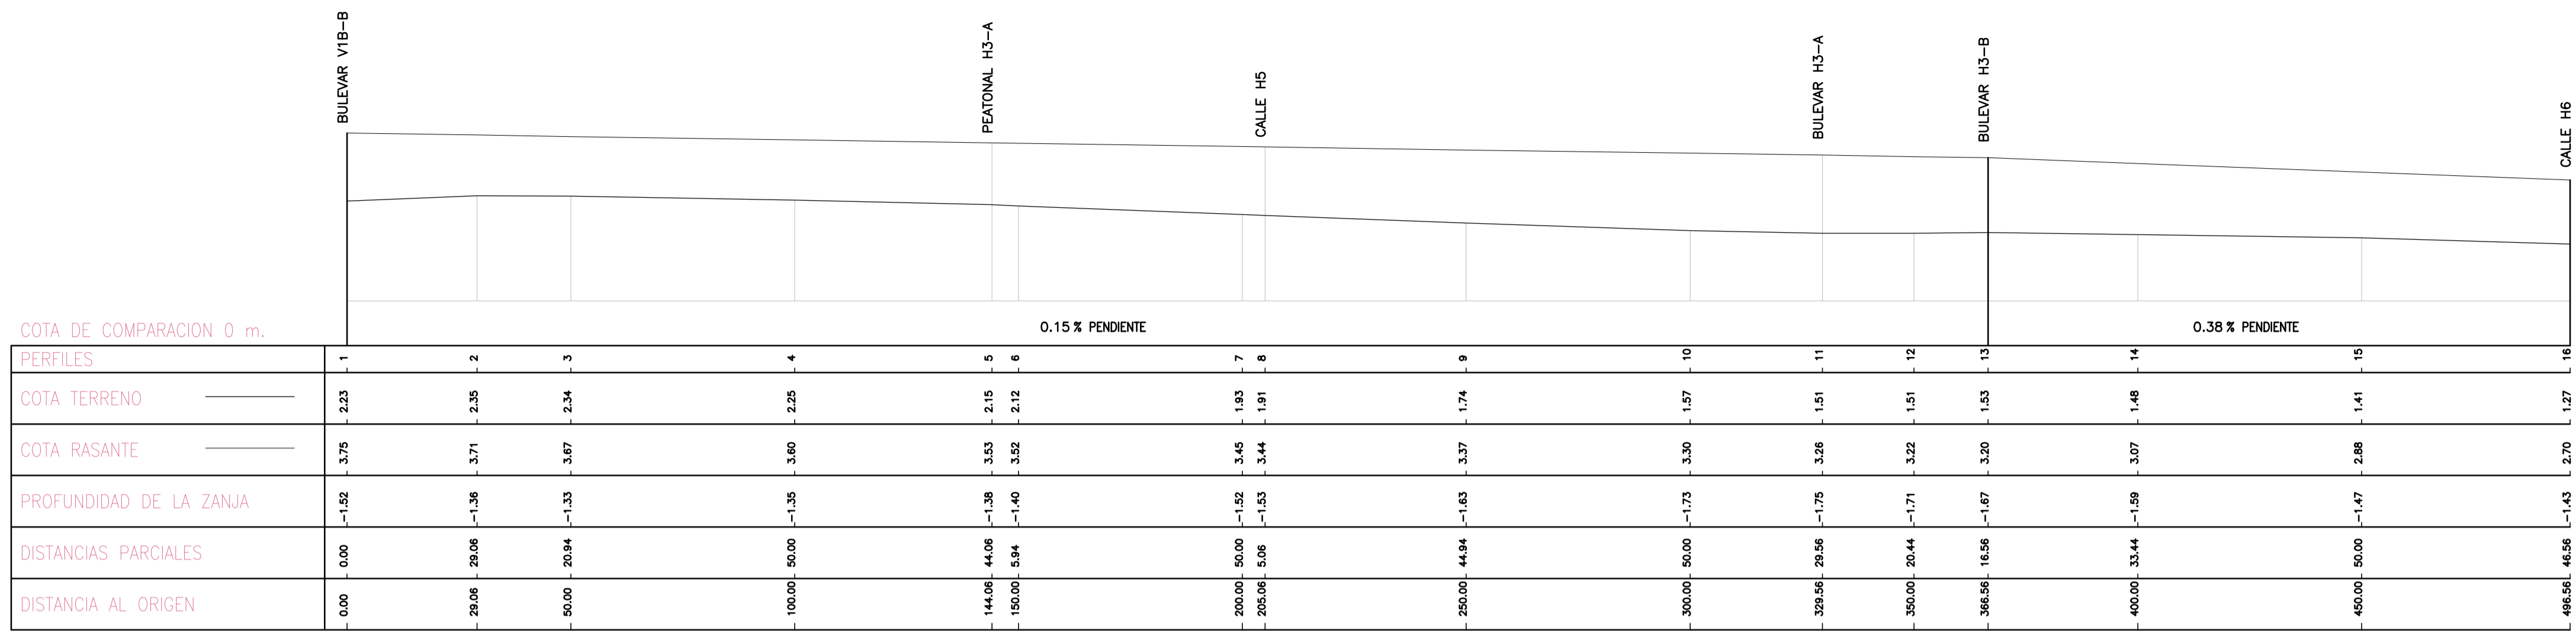 BULEVAR V1B-B
PEATONAL H3-A
CALLE H5
BULEVAR H3-A
BULEVAR H3-B
CALLE H6
COTA DE COMPARACION 0 m.
0.15 % PENDIENTE
0.38 % PENDIENTE
PERFILES 1 2 3 4 5 6 7 8 9 10 11 12 13 14 15 16
COTA TERRENO 2.23 2.35 2.34 2.25 2.15 2.12 1.93 1.91 1.74 1.57 1.51 1.51 1.53 1.48 1.41 1.27
COTA RASANTE 3.75 3.71 3.67 3.60 3.53 3.52 3.45 3.44 3.37 3.30 3.26 3.22 3.20 3.07 2.88 2.70
PROFUNDIDAD DE LA ZANJA -1.52 -1.36 -1.33 -1.35 -1.38 -1.40 -1.52 -1.53 -1.63 -1.73 -1.75 -1.71 -1.67 -1.59 -1.47 -1.43
DISTANCIAS PARCIALES 0.00 29.06 20.94 50.00 44.06 5.94 50.00 5.06 44.94 50.00 29.56 20.44 16.56 33.44 50.00 46.56
DISTANCIA AL ORIGEN 0.00 29.06 50.00 100.00 144.06 150.00 200.00 205.06 250.00 300.00 329.56 350.00 366.56 400.00 450.00 496.56